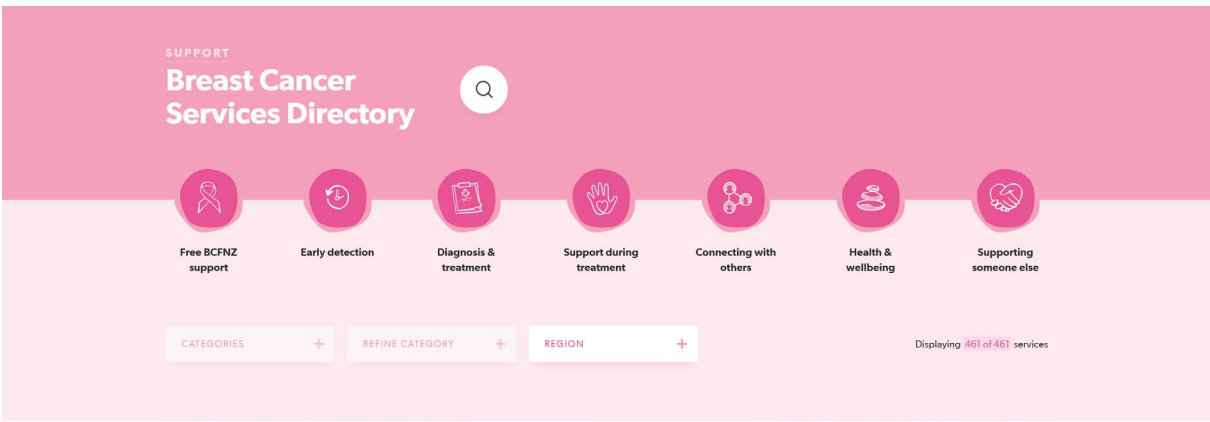 SUPPORT
Breast Cancer
Services Directory
Free BCFNZ
support
Early detection
Diagnosis &
treatment
Support during
treatment
Connecting with
others
Health &
wellbeing
Supporting
someone else
CATEGORIES +
REFINE CATEGORY +
REGION +
Displaying 461 of 461 services